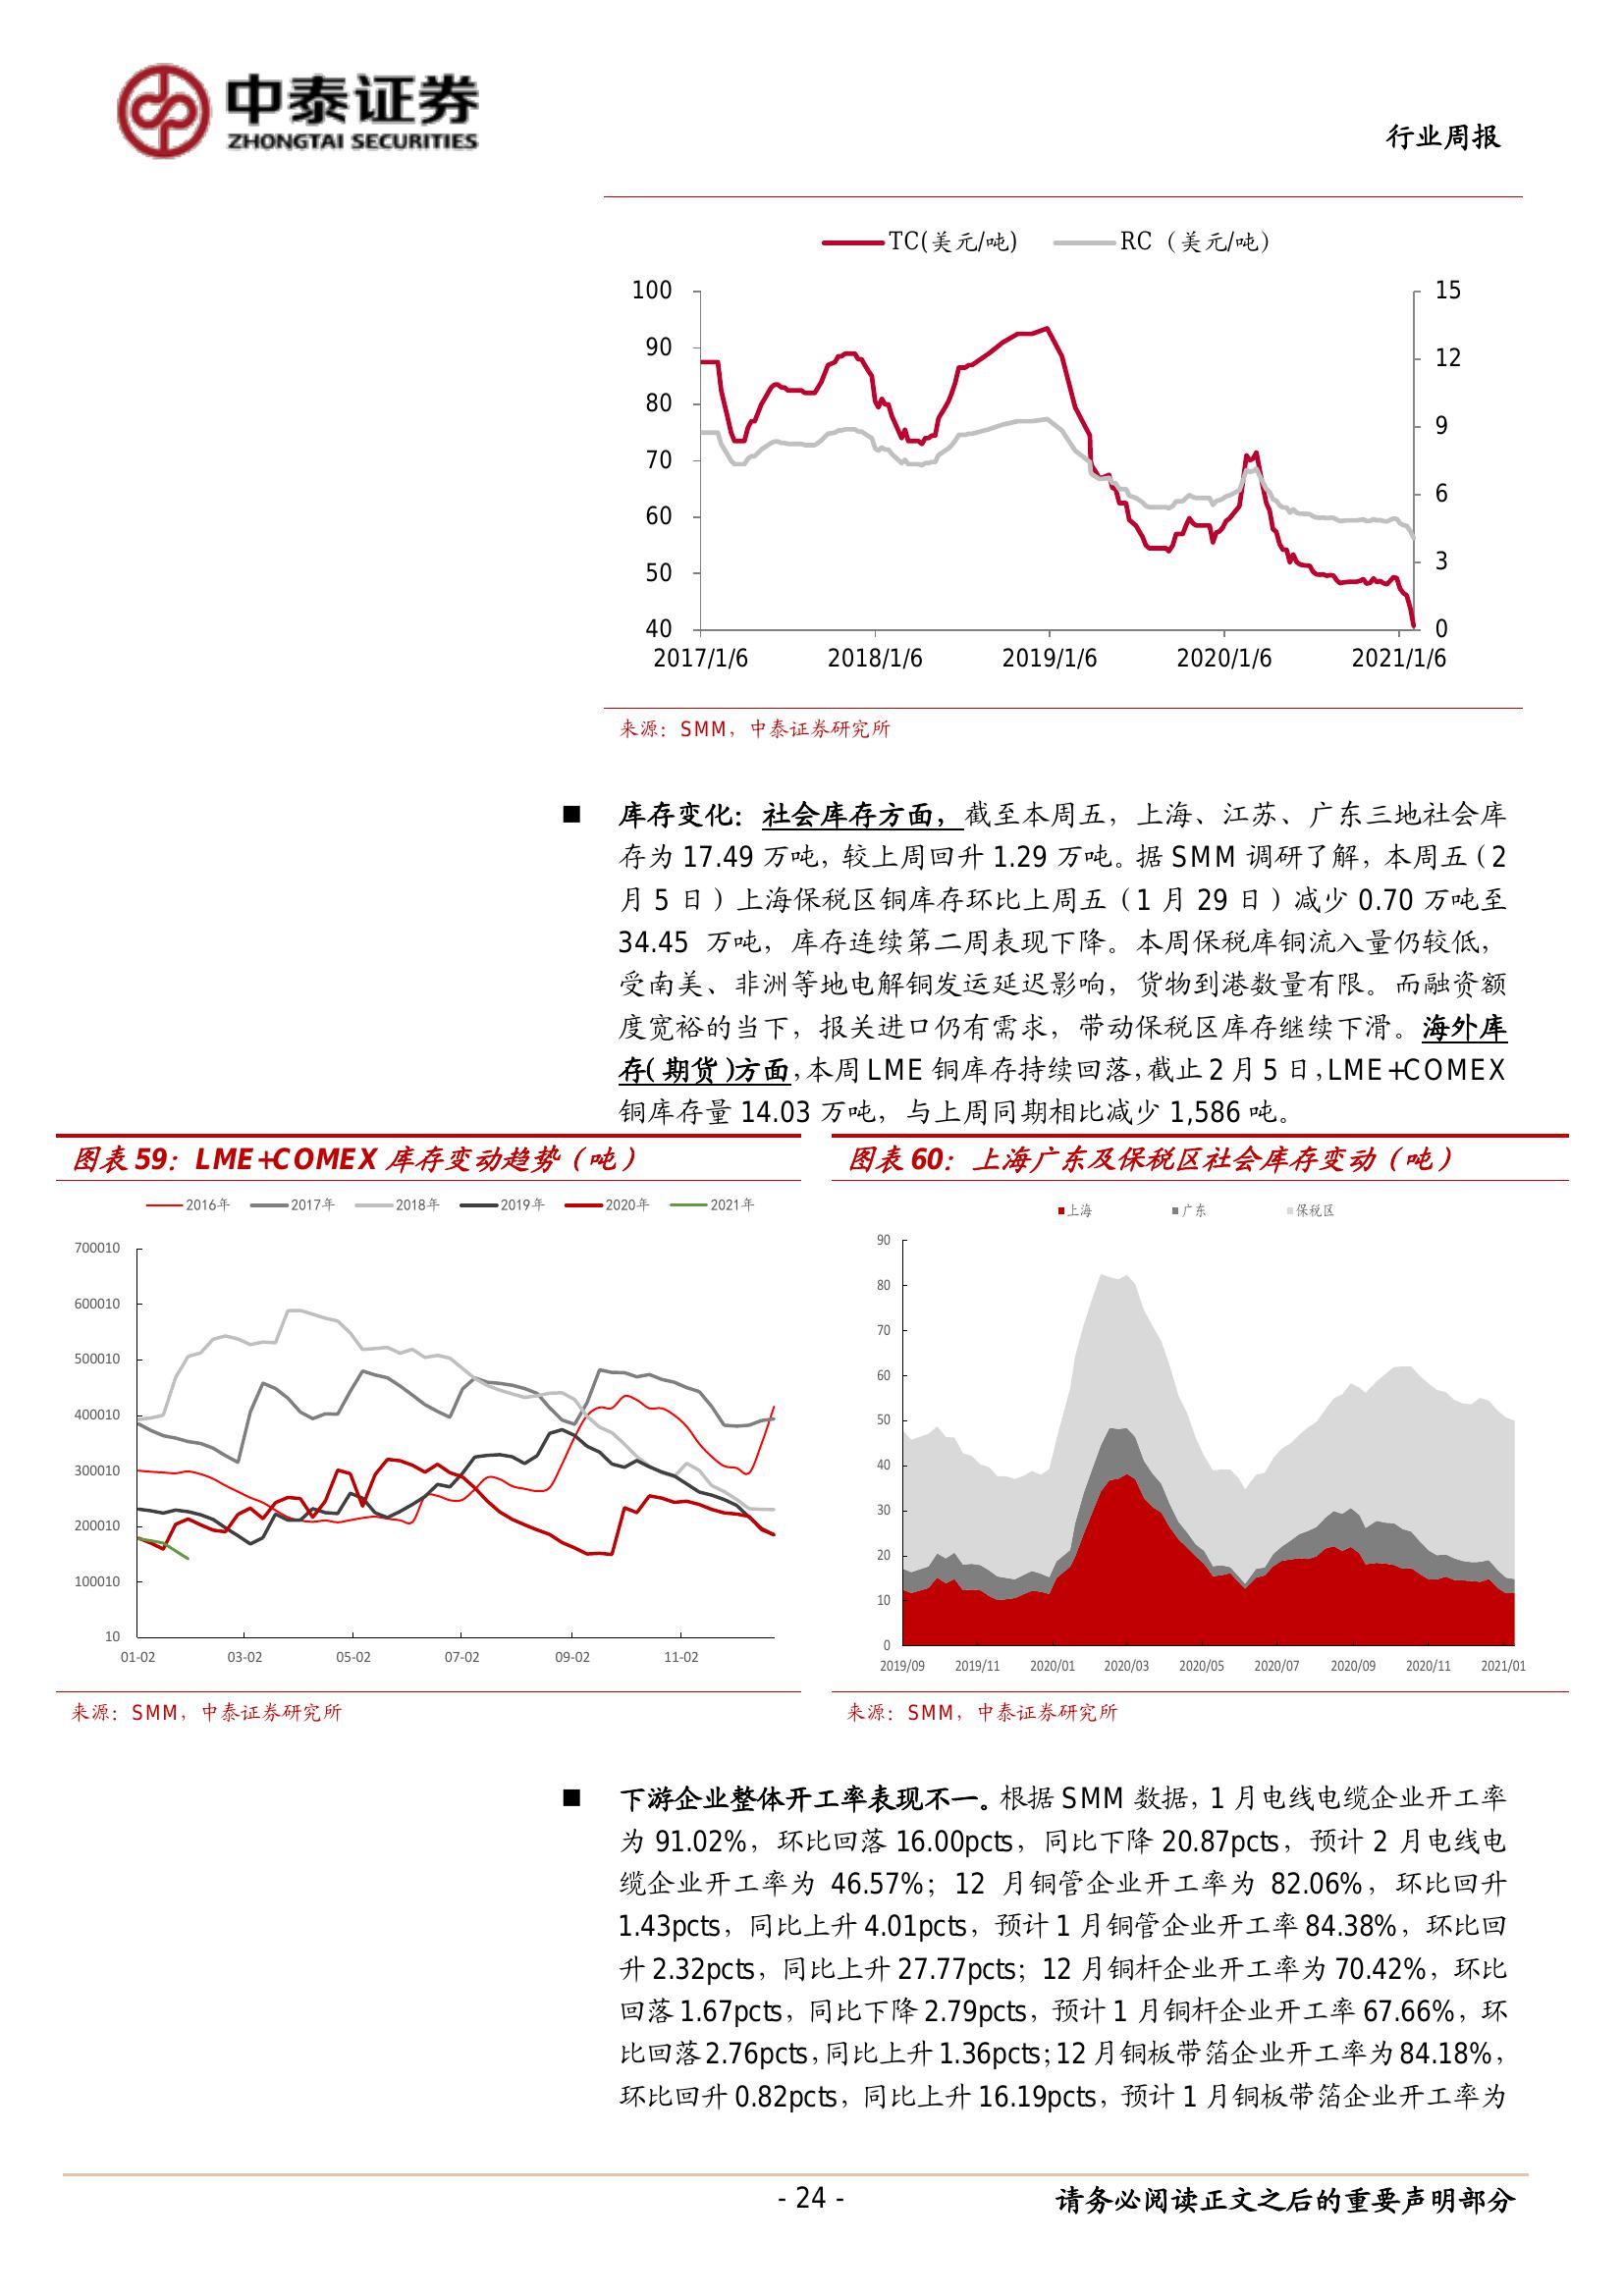 中泰证券
ZHONGTAI SECURITIES
行业周报
TC(美元/吨) RC（美元/吨）
100 15
90 12
80 9
70
60 6
50 3
40 0
2017/1/6 2018/1/6 2019/1/6 2020/1/6 2021/1/6
来源：SMM，中泰证券研究所
■ 库存变化：社会库存方面，截至本周五，上海、江苏、广东三地社会库
存为 17.49 万吨，较上周回升 1.29 万吨。据 SMM 调研了解，本周五（2
月 5 日）上海保税区铜库存环比上周五（1 月 29 日）减少 0.70 万吨至
34.45 万吨，库存连续第二周表现下降。本周保税库铜流入量仍较低，
受南美、非洲等地电解铜发运延迟影响，货物到港数量有限。而融资额
度宽裕的当下，报关进口仍有需求，带动保税区库存继续下滑。海外库
存(期货)方面，本周 LME 铜库存持续回落，截止 2 月 5 日，LME+COMEX
铜库存量 14.03 万吨，与上周同期相比减少 1,586 吨。
图表 59：LME+COMEX 库存变动趋势（吨）
2016年 2017年 2018年 2019年 2020年 2021年
700010
600010
500010
400010
300010
200010
100010
10
01-02 03-02 05-02 07-02 09-02 11-02
来源：SMM，中泰证券研究所
图表 60：上海广东及保税区社会库存变动（吨）
上海 广东 保税区
90
80
70
60
50
40
30
20
10
0
2019/09 2019/11 2020/01 2020/03 2020/05 2020/07 2020/09 2020/11 2021/01
来源：SMM，中泰证券研究所
■ 下游企业整体开工率表现不一。根据 SMM 数据，1 月电线电缆企业开工率
为 91.02%，环比回落 16.00pcts，同比下降 20.87pcts，预计 2 月电线电
缆企业开工率为 46.57%；12 月铜管企业开工率为 82.06%，环比回升
1.43pcts，同比上升 4.01pcts，预计 1 月铜管企业开工率 84.38%，环比回
升 2.32pcts，同比上升 27.77pcts；12 月铜杆企业开工率为 70.42%，环比
回落 1.67pcts，同比下降 2.79pcts，预计 1 月铜杆企业开工率 67.66%，环
比回落 2.76pcts，同比上升 1.36pcts；12 月铜板带箔企业开工率为 84.18%，
环比回升 0.82pcts，同比上升 16.19pcts，预计 1 月铜板带箔企业开工率为
- 24 -
请务必阅读正文之后的重要声明部分